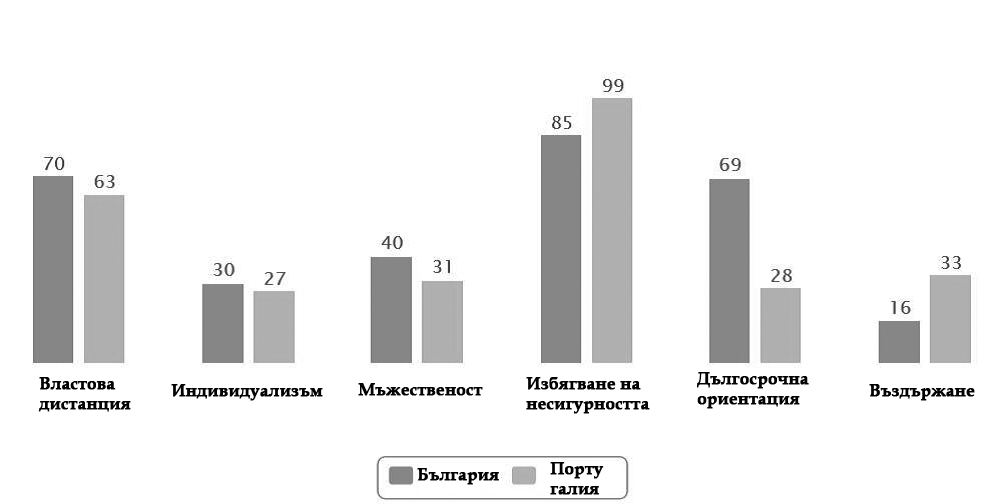 70
63
30
27
40
31
85
99
69
28
16
33
Властова
дистанция
Индивидуализъм
Мъжественост
Избягване на
несигурността
Дългосрочна
ориентация
Въздържане
България
Порту
галия